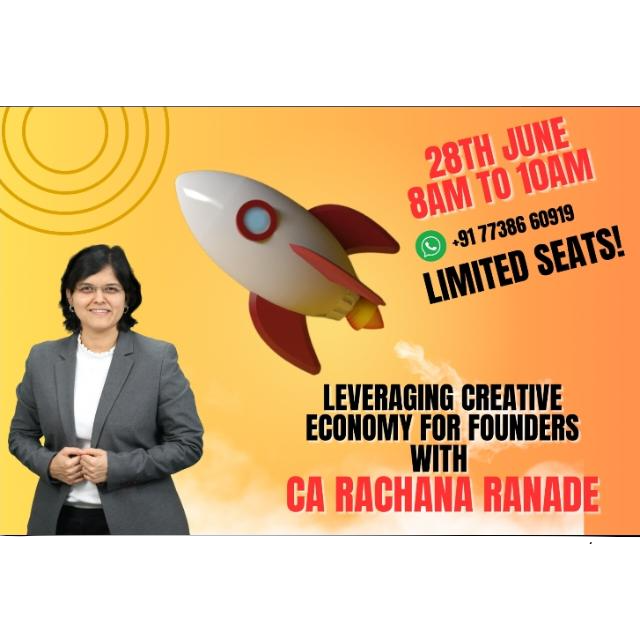 28TH JUNE
8AM TO 10AM
+91 77386 60919
LIMITED SEATS!
LEVERAGING CREATIVE
ECONOMY FOR FOUNDERS
WITH
CA RACHANA RANADE